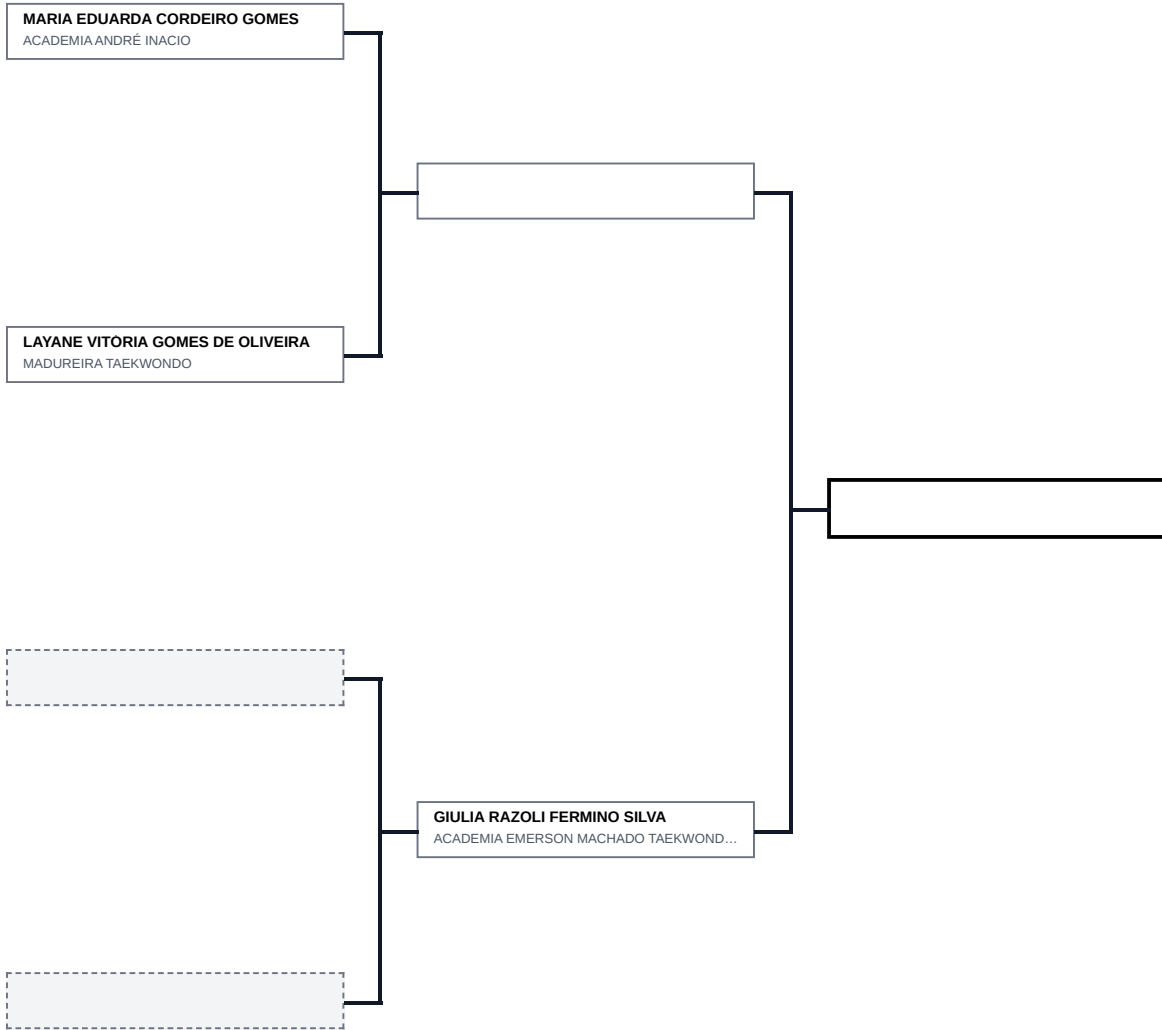 MARIA EDUARDA CORDEIRO GOMES
ACADEMIA ANDRÉ INACIO
LAYANE VITÓRIA GOMES DE OLIVEIRA
MADUREIRA TAEKWONDO
GIULIA RAZOLI FERMINO SILVA
ACADEMIA EMERSON MACHADO TAEKWOND…